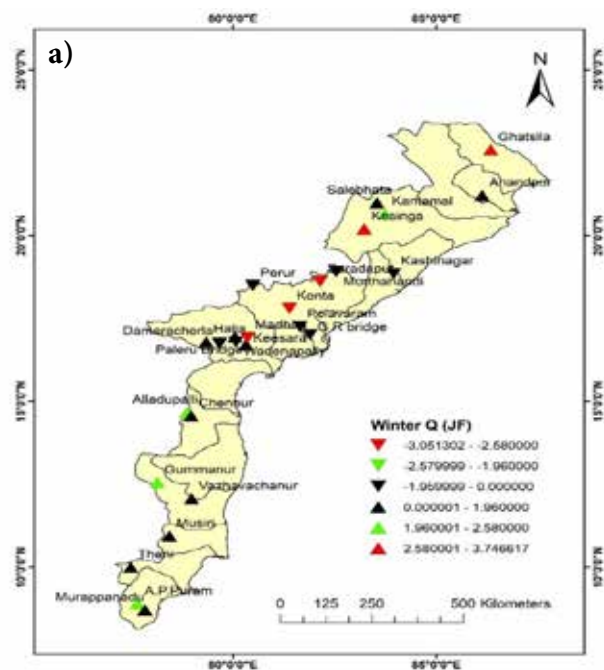 80°0'0"E 85°0'0"E
a)
25°0'0"N
N
Ghatsila
Anandpur
Salebhata
Kantamal
Kesinga
20°0'0"N
Kashinagar
Perur
Konta
Polavaram
Damercherla Halia
G R bridge
Keesara
Paleru Bridge Wadenapally
15°0'0"N
Alladupalli Chennur
Gummanur
Vazhavachanur
Musiri
Theni
10°0'0"N
Murappanadu A.P.Puram
Winter Q (JF)
-3.051302 - -2.580000
-2.579999 - -1.960000
-1.959999 - 0.000000
0.000001 - 1.960000
1.960001 - 2.580000
2.580001 - 3.746617
0 125 250 500 Kilometers
80°0'0"E 85°0'0"E